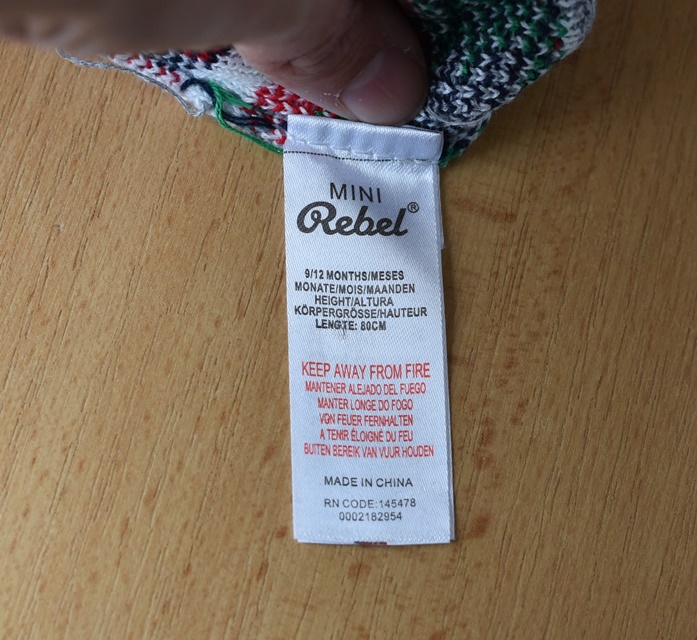 MINI
Rebel®
9/12 MONTHS/MESES
MONATE/MOIS/MAANDEN
HEIGHT/ALTURA
KÖRPERGRÖSSE/HAUTEUR
LENGTE: 80CM
KEEP AWAY FROM FIRE
MANTENER ALEJADO DEL FUEGO
MANTER LONGE DO FOGO
VON FEUER FERNHALTEN
A TENIR ÉLOIGNÉ DU FEU
BUITEN BEREIK VAN VUUR HOUDEN
MADE IN CHINA
RN CODE:145478
0002182954